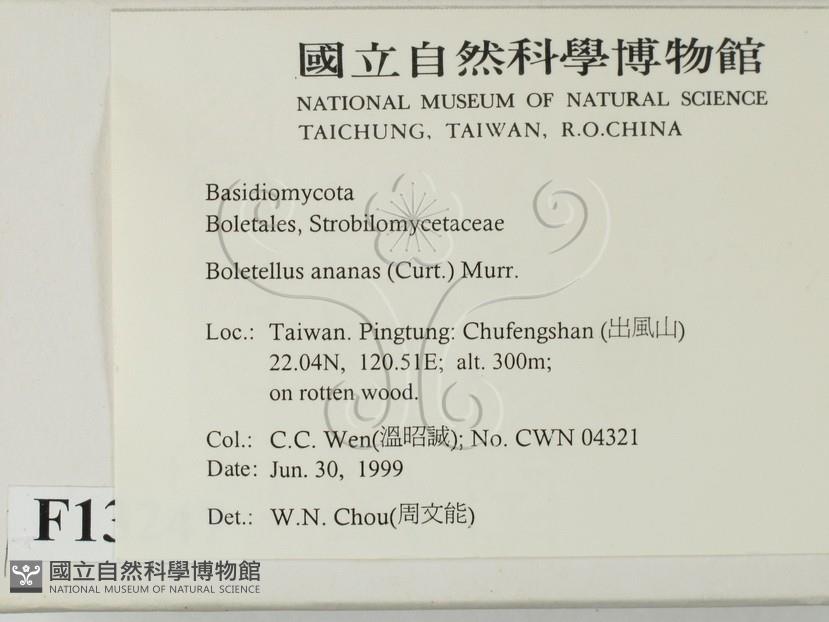 國立自然科學博物館
NATIONAL MUSEUM OF NATURAL SCIENCE
TAICHUNG, TAIWAN, R.O.CHINA
Basidiomycota
Boletales, Strobilomycetaceae
Boletellus ananas (Curt.) Murr.
Loc.: Taiwan. Pingtung: Chufengshan (出風山)
22.04N, 120.51E; alt. 300m;
on rotten wood.
Col.: C.C. Wen(溫昭誠); No. CWN 04321
Date: Jun. 30, 1999
Det.: W.N. Chou(周文能)
F13
國立自然科學博物館
NATIONAL MUSEUM OF NATURAL SCIENCE